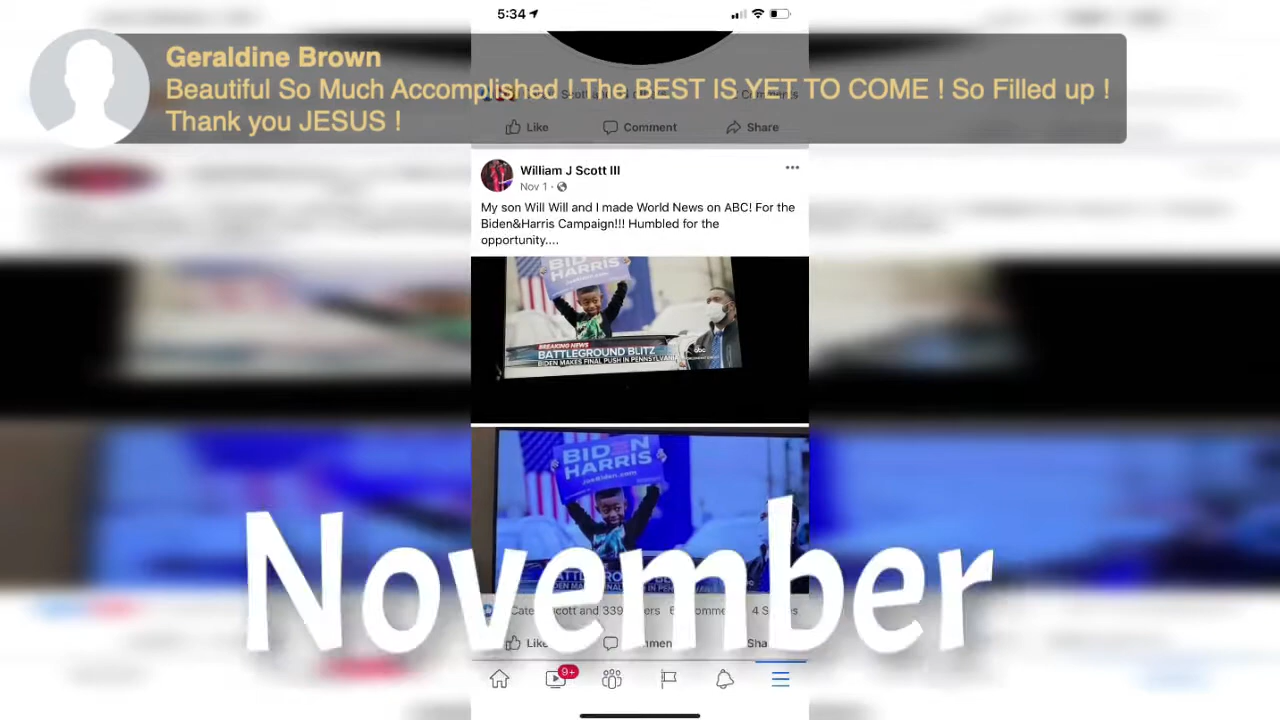 5:34
Geraldine Brown
Beautiful So Much Accomplished ! The BEST IS YET TO COME ! So Filled up !
Thank you JESUS !
Like Comment Share
William J Scott III
Nov 1 ·
My son Will Will and I made World News on ABC! For the
Biden&Harris Campaign!!! Humbled for the
opportunity....
BIDEN
HARRIS
BREAKING NEWS
BATTLEGROUND BLITZ
BIDEN MAKES FINAL PUSH IN PENNSYLVANIA
abc
BIDEN
HARRIS
joebiden.com
November
9+